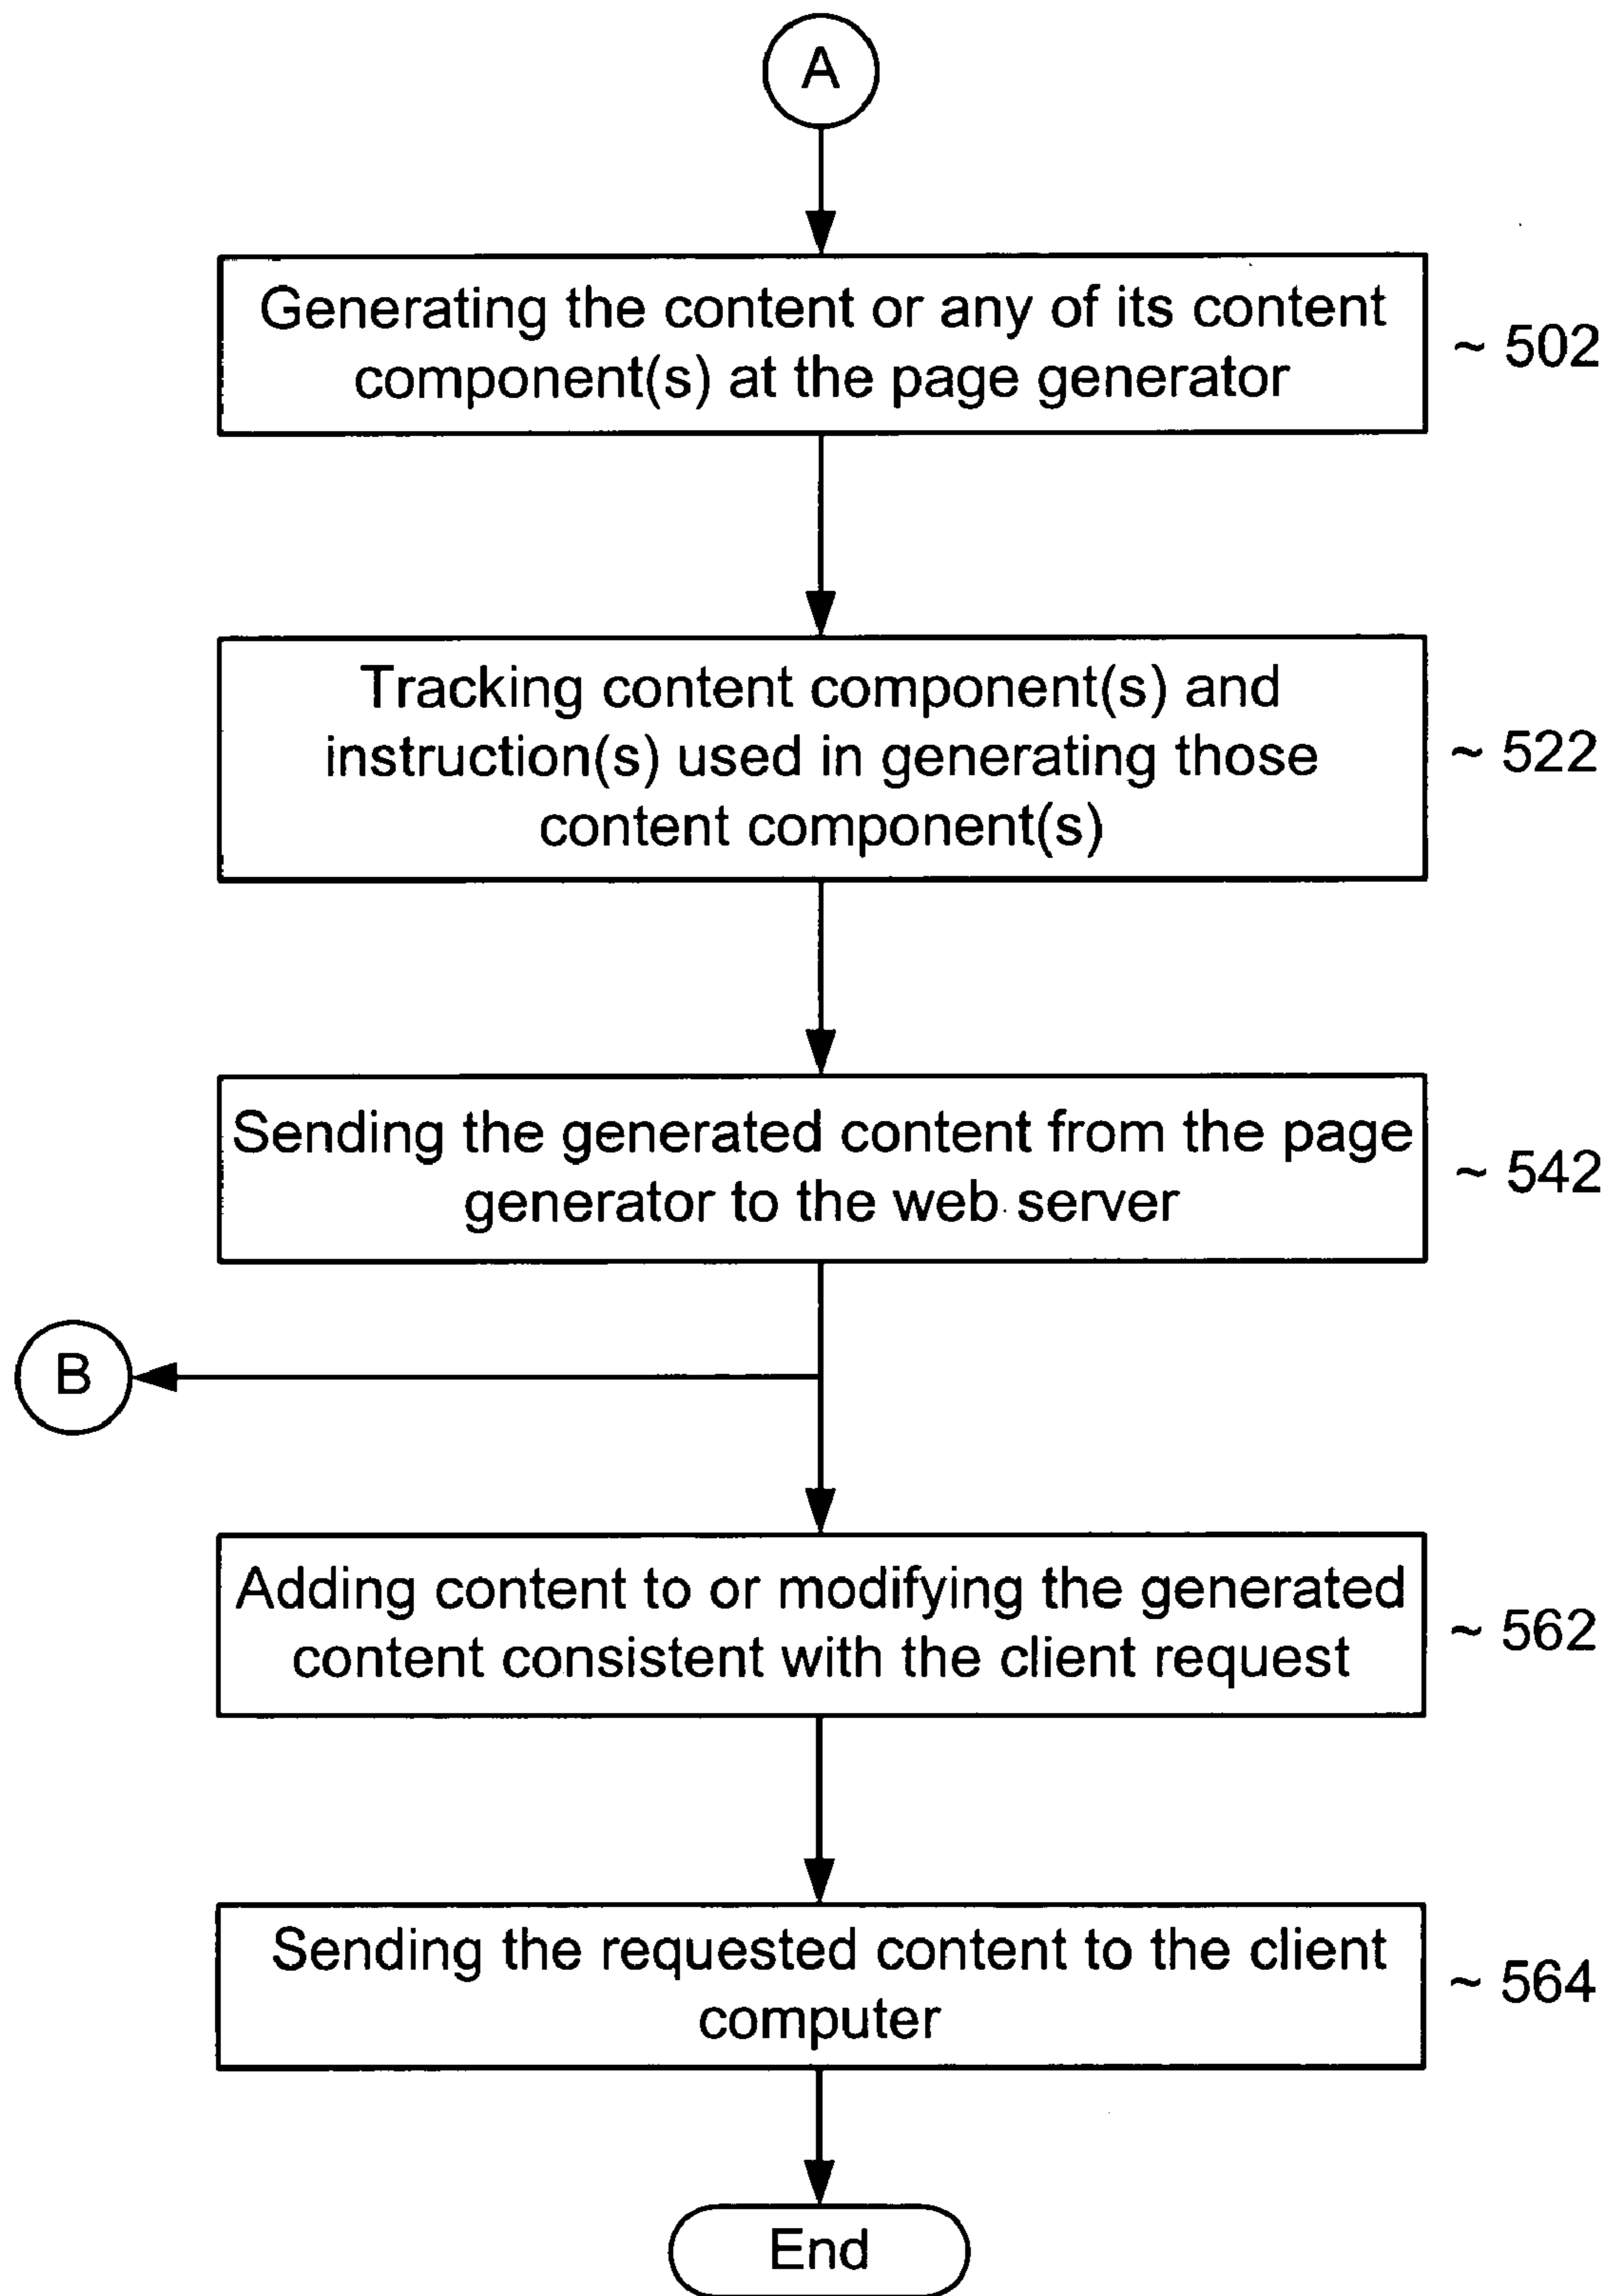 A
Generating the content or any of its content
component(s) at the page generator
~ 502
Tracking content component(s) and
instruction(s) used in generating those
content component(s)
~ 522
Sending the generated content from the page
generator to the web server
~ 542
B
Adding content to or modifying the generated
content consistent with the client request
~ 562
Sending the requested content to the client
computer
~ 564
End